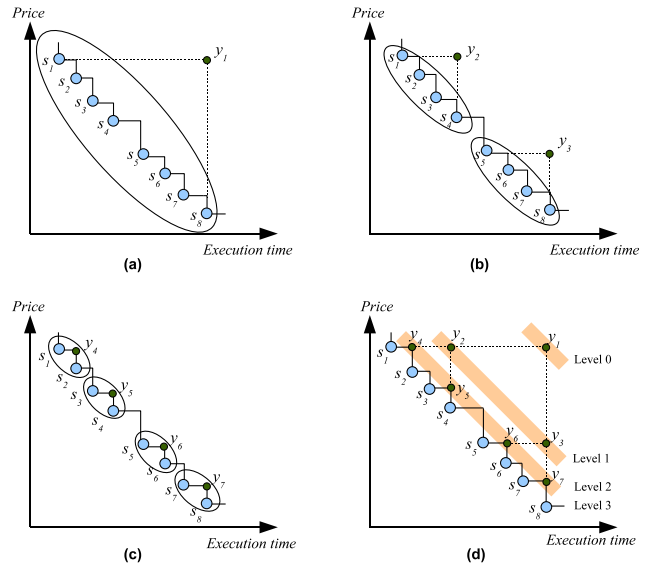 Price
y1
s1
s2
s3
s4
s5
s6
s7
s8
Execution time
(a)
Price
s1
y2
s2
s3
s4
y3
s5
s6
s7
s8
Execution time
(b)
Price
s1
y4
s2
s3
y5
s4
s5
y6
s6
s7
y7
s8
Execution time
(c)
Price
y4
y2
y1
s1
Level 0
s2
s3
y5
s4
y6
y3
s5
Level 1
s6
s7
y7
Level 2
s8
Level 3
Execution time
(d)